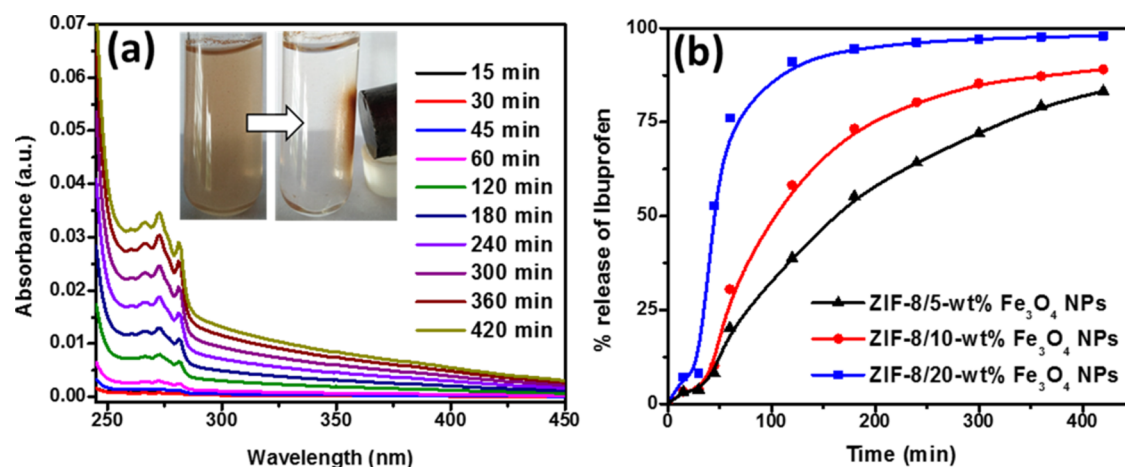 (a)
0.07
0.06
0.05
0.04
0.03
0.02
0.01
0.00
Absorbance (a.u.)
250 300 350 400 450
Wavelength (nm)
15 min
30 min
45 min
60 min
120 min
180 min
240 min
300 min
360 min
420 min
(b)
100
75
50
25
0
% release of Ibuprofen
0 100 200 300 400
Time (min)
ZIF-8/5-wt% Fe₃O₄ NPs
ZIF-8/10-wt% Fe₃O₄ NPs
ZIF-8/20-wt% Fe₃O₄ NPs